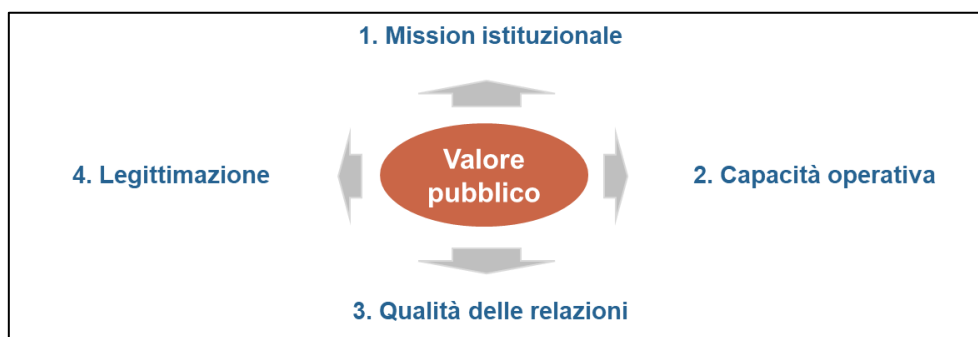 1. Mission istituzionale
4. Legittimazione
Valore
pubblico
2. Capacità operativa
3. Qualità delle relazioni